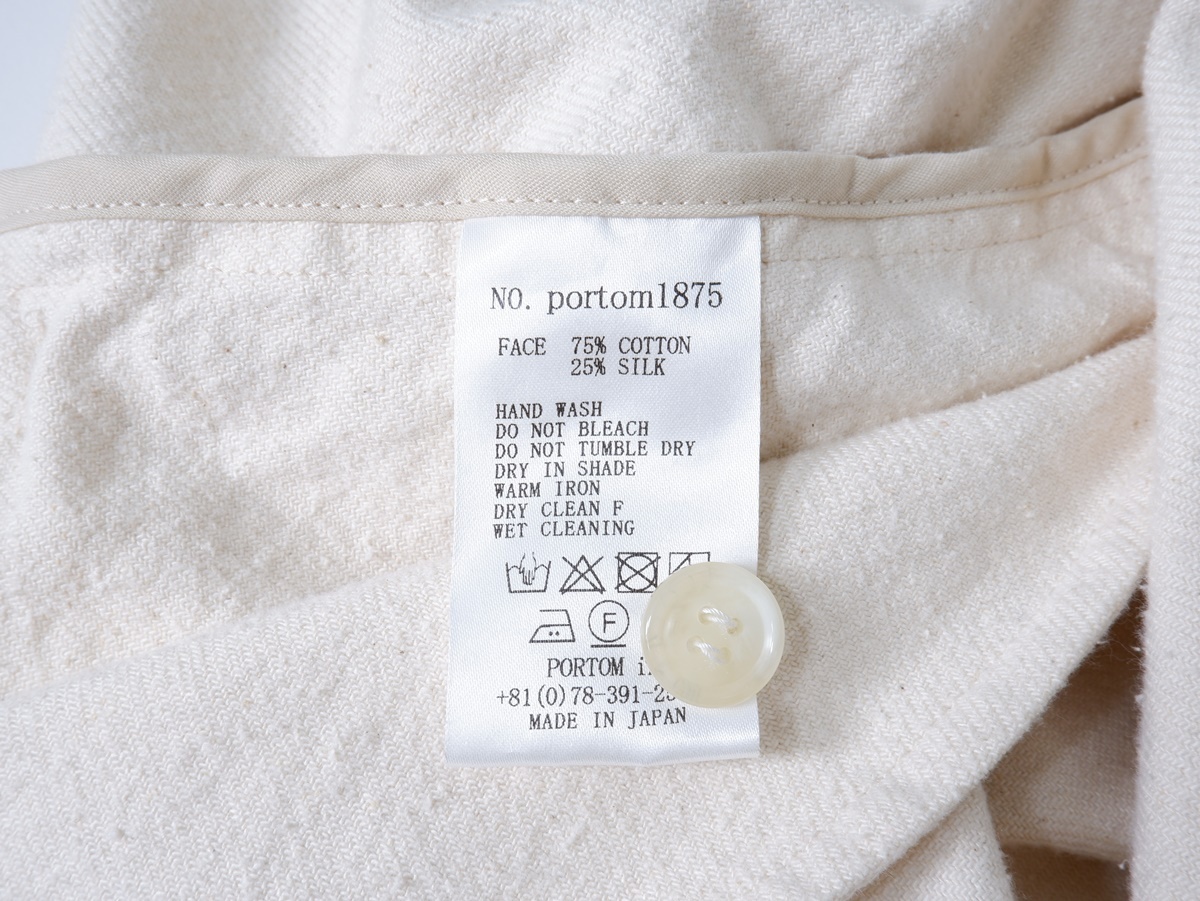 NO. portom1875
FACE 75% COTTON
25% SILK
HAND WASH
DO NOT BLEACH
DO NOT TUMBLE DRY
DRY IN SHADE
WARM IRON
DRY CLEAN F
WET CLEANING
F
PORTOM
+81(0)78-391-2
MADE IN JAPAN